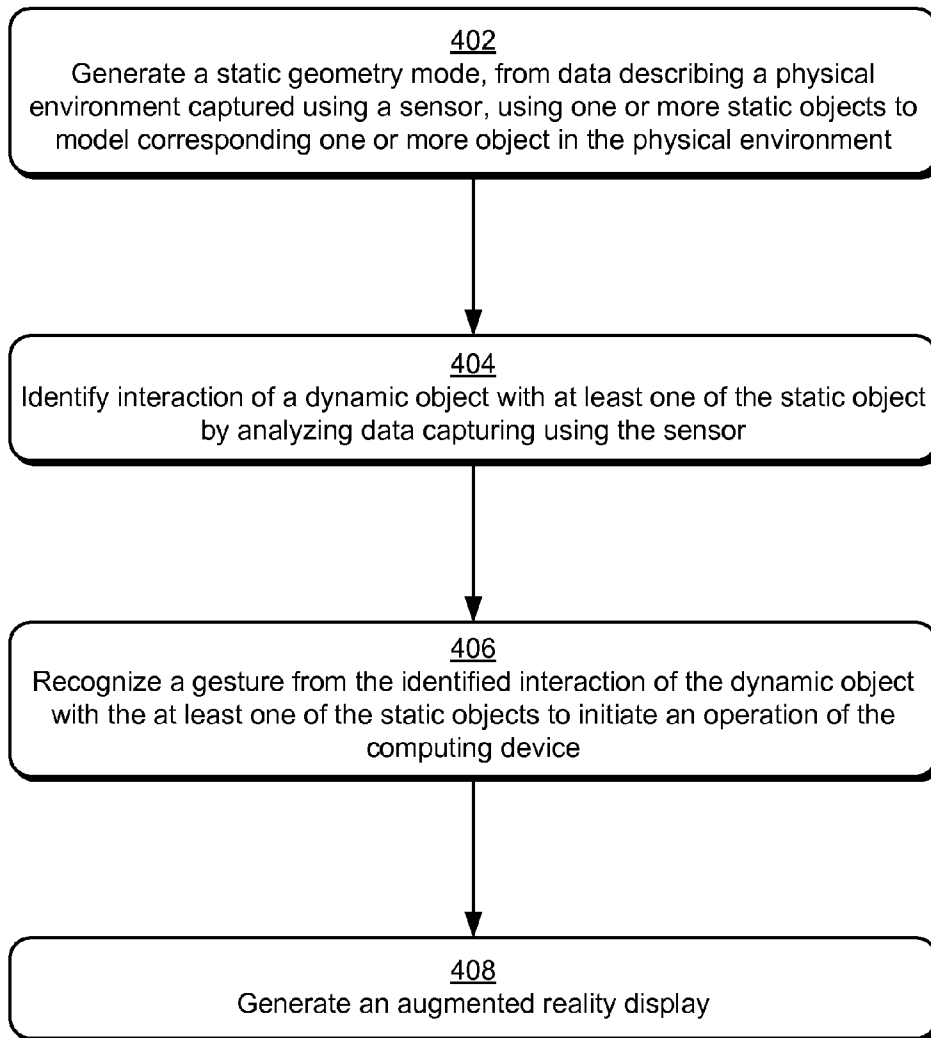 402
Generate a static geometry mode, from data describing a physical
environment captured using a sensor, using one or more static objects to
model corresponding one or more object in the physical environment
404
Identify interaction of a dynamic object with at least one of the static object
by analyzing data capturing using the sensor
406
Recognize a gesture from the identified interaction of the dynamic object
with the at least one of the static objects to initiate an operation of the
computing device
408
Generate an augmented reality display